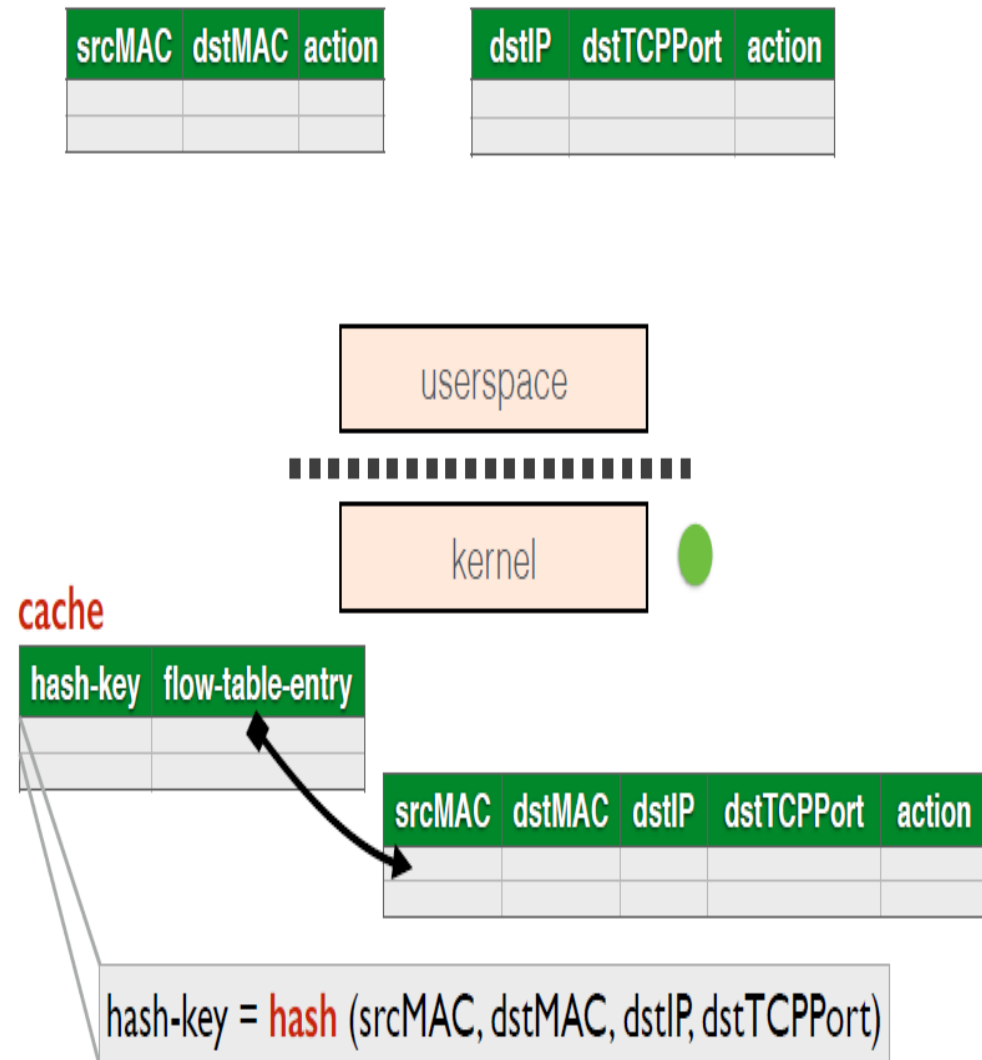 srcMAC dstMAC action
dstIP dstTCPPort action
userspace
kernel
cache
hash-key flow-table-entry
srcMAC dstMAC dstIP dstTCPPort action
hash-key = hash (srcMAC, dstMAC, dstIP, dstTCPPort)